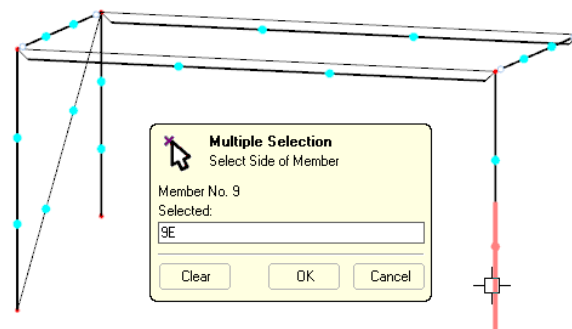 Multiple Selection
Select Side of Member
Member No. 9
Selected:
9E
Clear
OK
Cancel